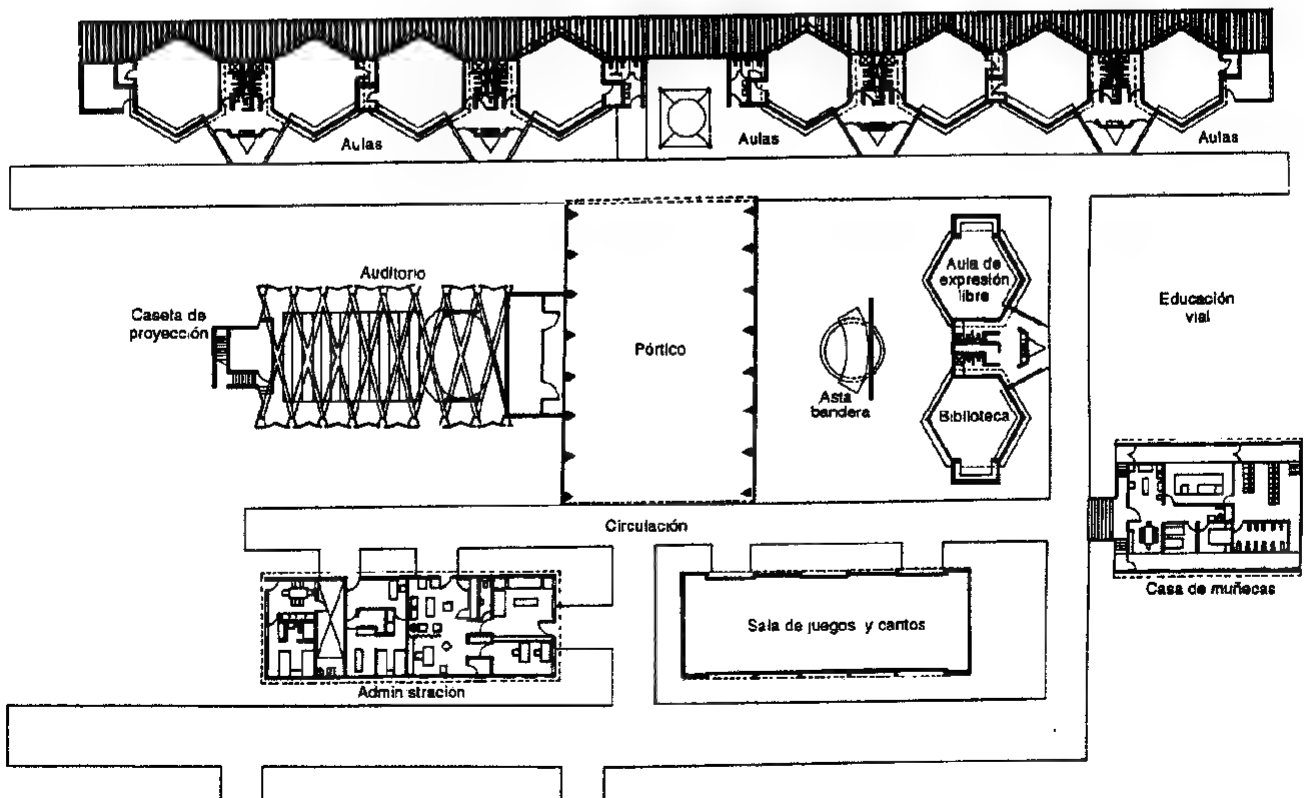 Aulas
Aulas
Aulas
Auditorio
Caseta de
proyección
Pórtico
Asta
bandera
Aula de
expresión
libre
Biblioteca
Educación
vial
Circulación
Casa de muñecas
Sala de juegos y cantos
Admin stración